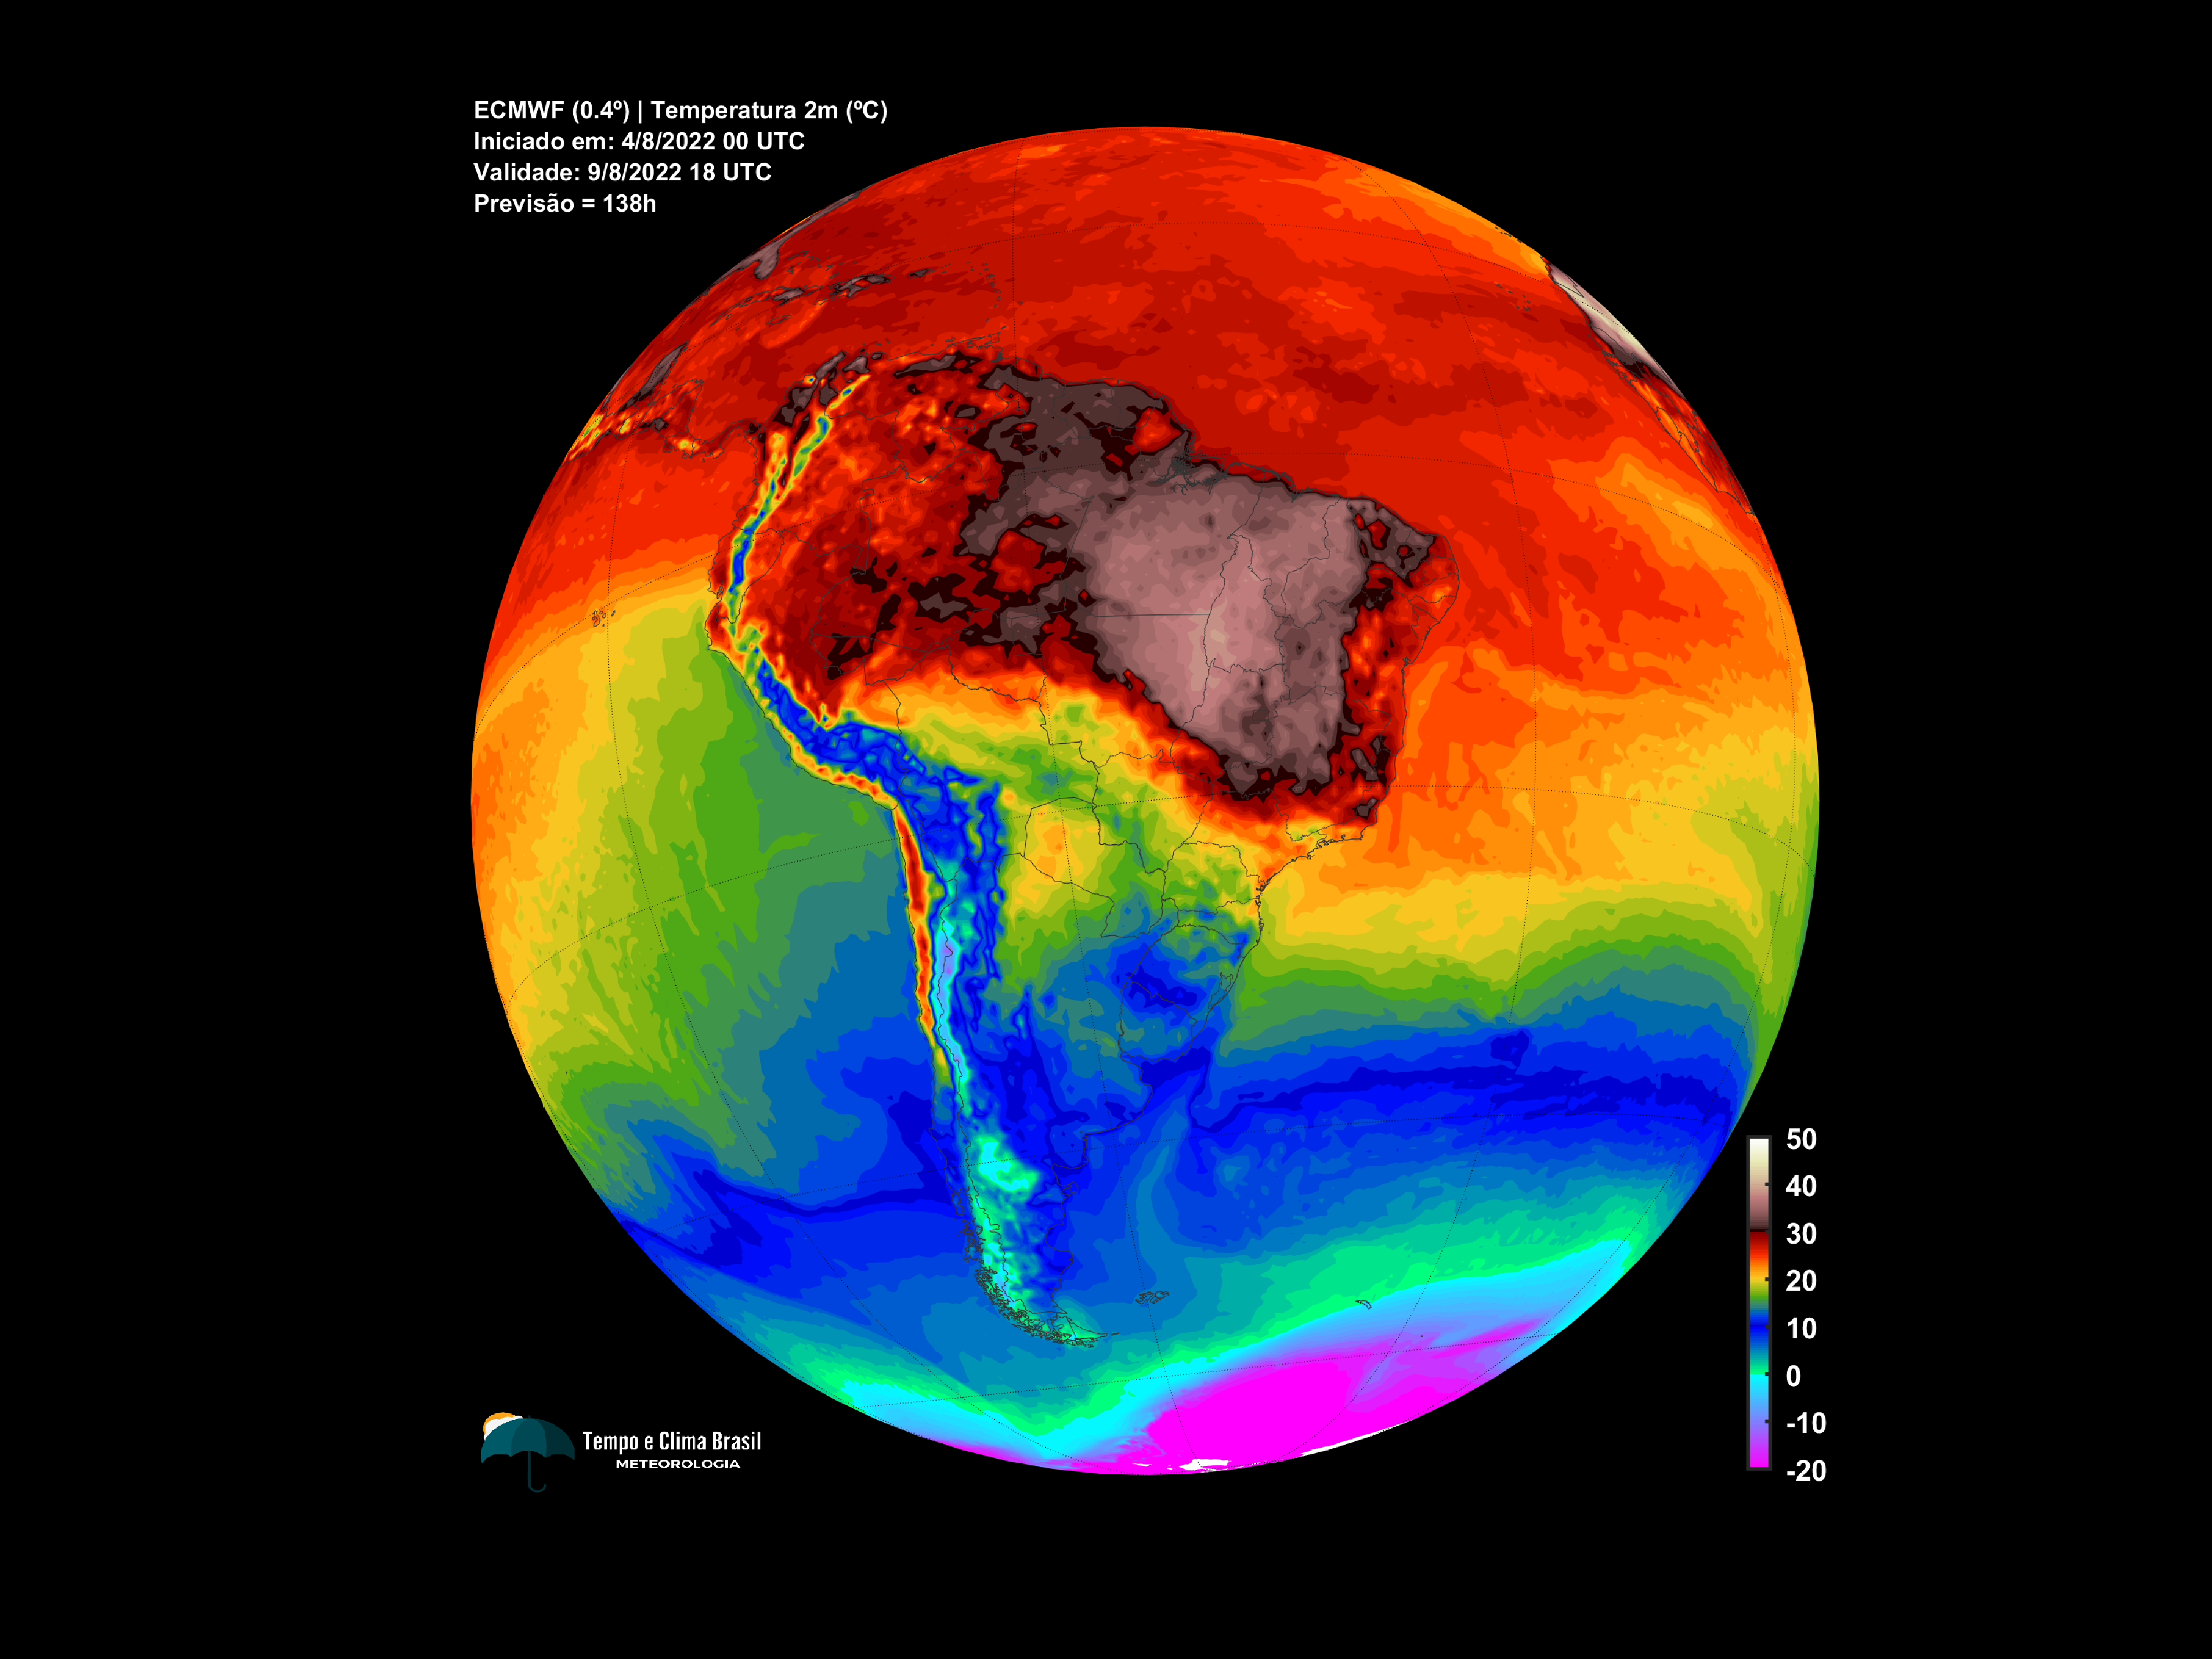 ECMWF (0.4º) | Temperatura 2m (ºC)
Iniciado em: 4/8/2022 00 UTC
Validade: 9/8/2022 18 UTC
Previsão = 138h
50
40
30
20
10
0
-10
-20
Tempo e Clima Brasil
METEOROLOGIA